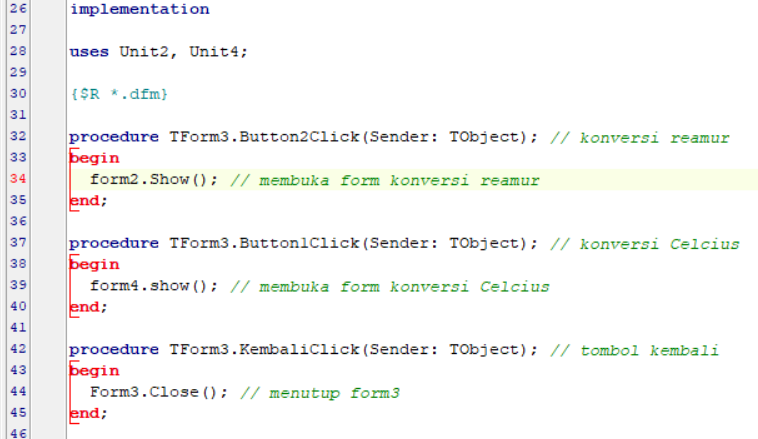 26 implementation
27
28 uses Unit2, Unit4;
29
30 {$R *.dfm}
31
32 procedure TForm3.Button2Click(Sender: TObject); // konversi reamur
33 begin
34   form2.Show(); // membuka form konversi reamur
35 end;
36
37 procedure TForm3.Button1Click(Sender: TObject); // konversi Celcius
38 begin
39   form4.show(); // membuka form konversi Celcius
40 end;
41
42 procedure TForm3.KembaliClick(Sender: TObject); // tombol kembali
43 begin
44   Form3.Close(); // menutup form3
45 end;
46